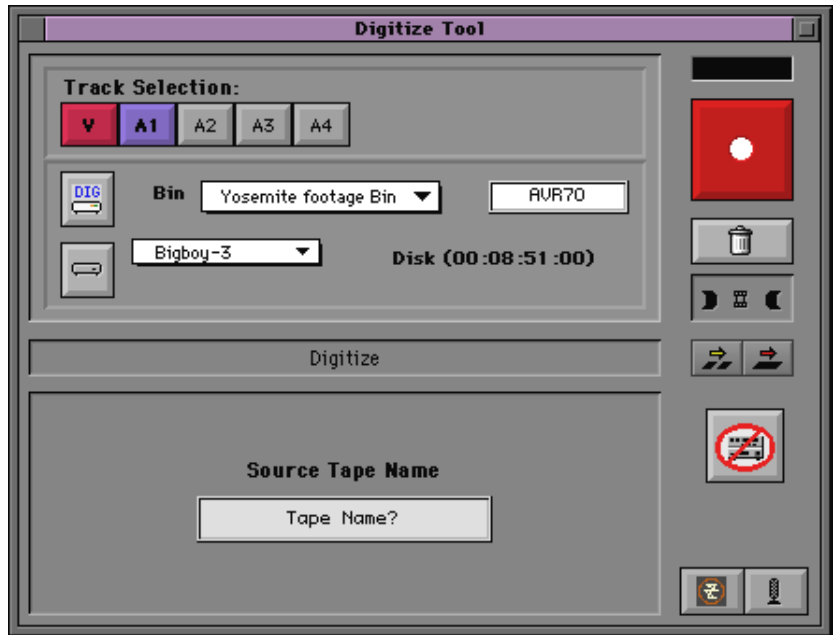 Digitize Tool
Track Selection:
V A1 A2 A3 A4
DIG Bin Yosemite footage Bin AVR70
Bigboy-3 Disk (00:08:51:00)
Digitize
Source Tape Name
Tape Name?